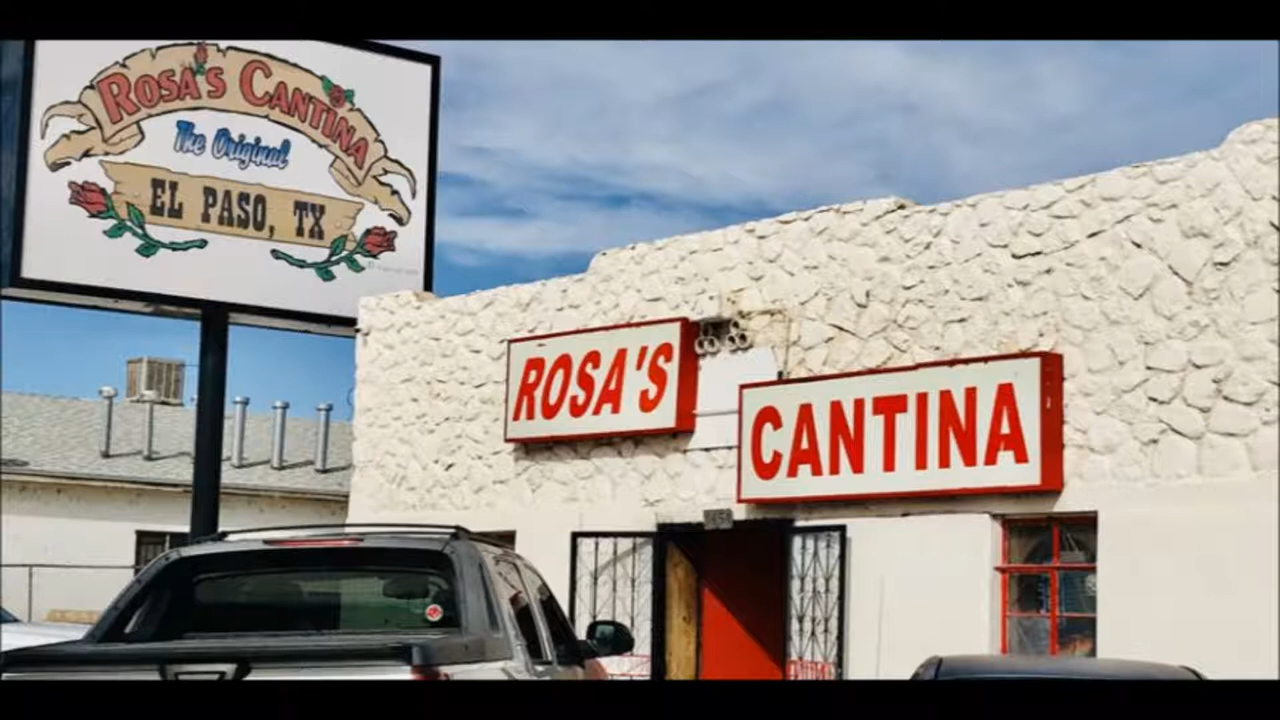 ROSA'S CANTINA
The Original
EL PASO, TX
ROSA'S
CANTINA